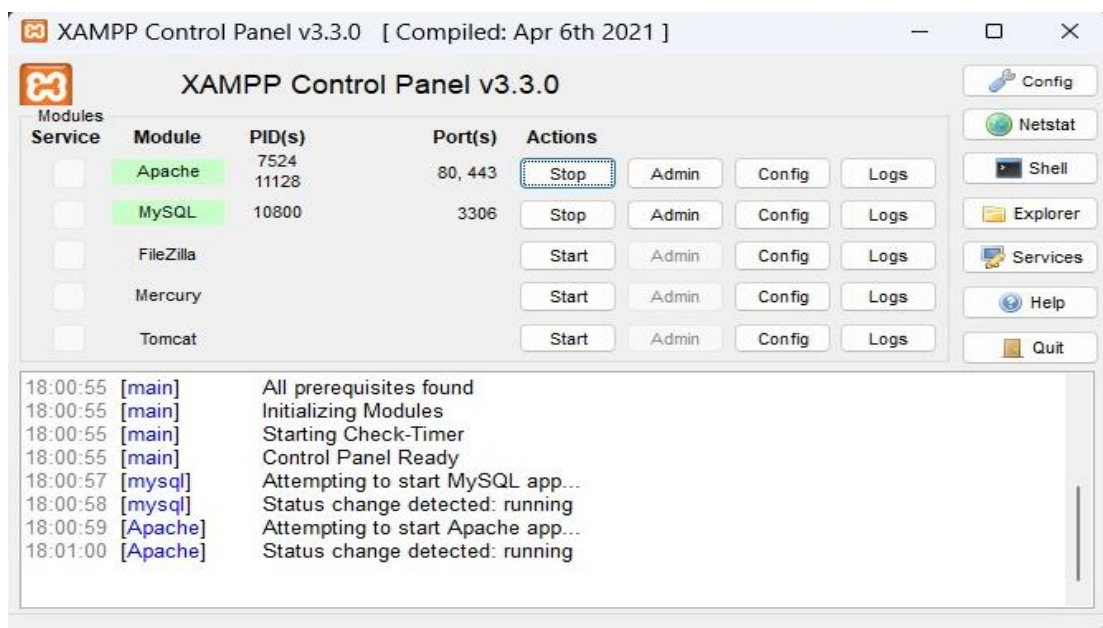 XAMPP Control Panel v3.3.0 [ Compiled: Apr 6th 2021 ]
XAMPP Control Panel v3.3.0
Config
Modules
Netstat
Service Module PID(s) Port(s) Actions
Apache 7524 11128 80, 443 Stop Admin Config Logs
Shell
MySQL 10800 3306 Stop Admin Config Logs
Explorer
FileZilla Start Admin Config Logs
Services
Mercury Start Admin Config Logs
Help
Tomcat Start Admin Config Logs
Quit
18:00:55 [main] All prerequisites found
18:00:55 [main] Initializing Modules
18:00:55 [main] Starting Check-Timer
18:00:55 [main] Control Panel Ready
18:00:57 [mysql] Attempting to start MySQL app...
18:00:58 [mysql] Status change detected: running
18:00:59 [Apache] Attempting to start Apache app...
18:01:00 [Apache] Status change detected: running